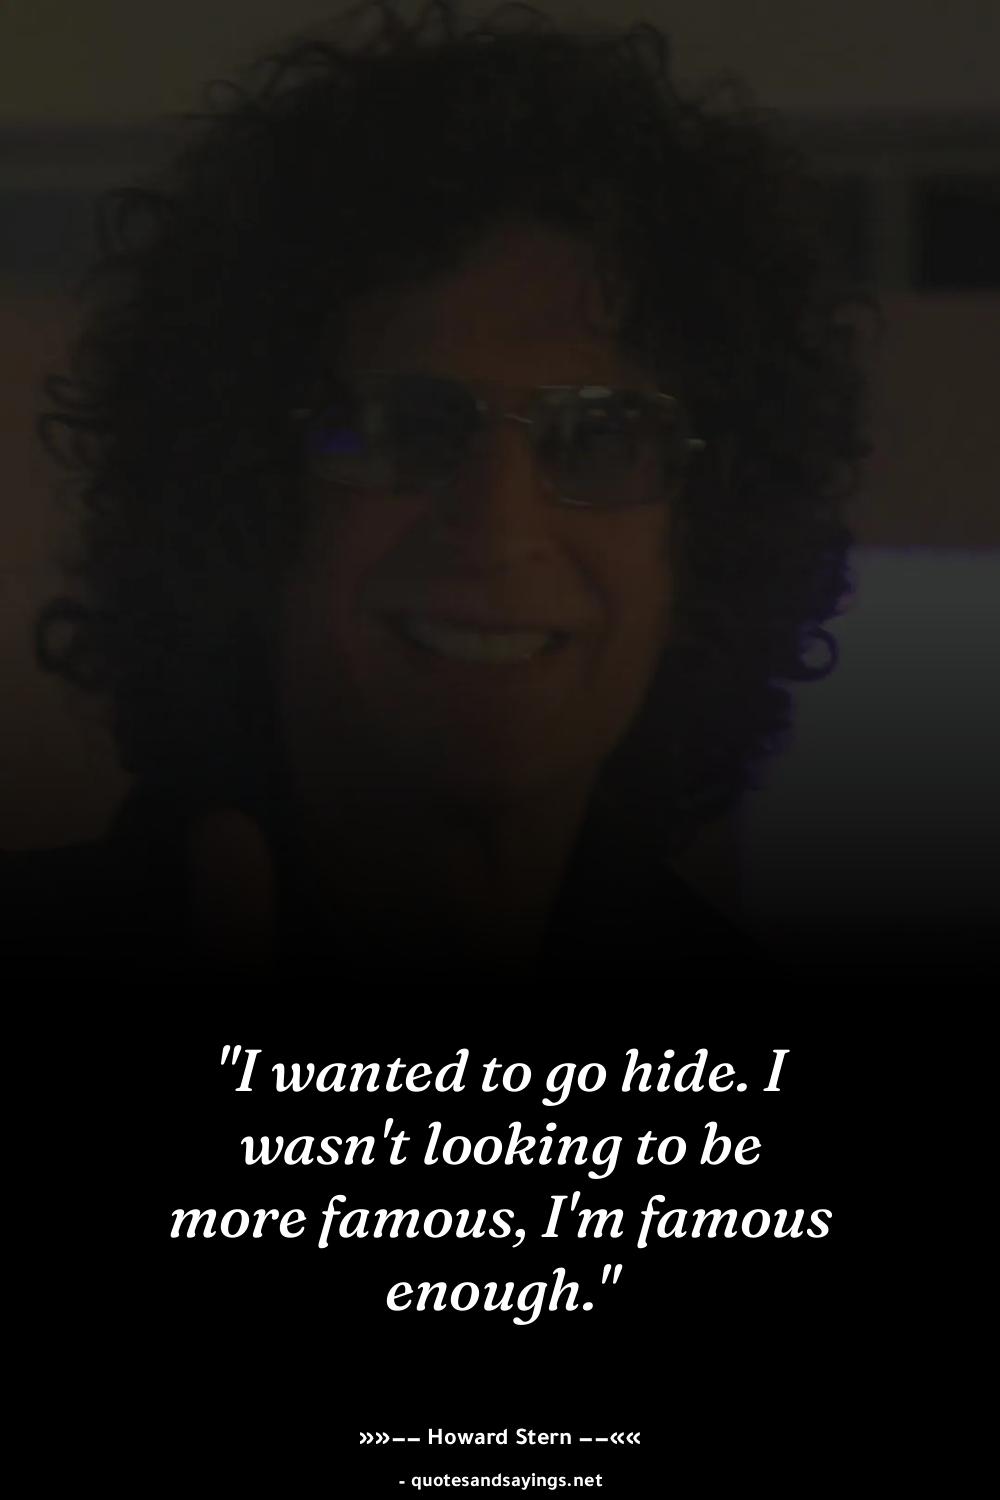 "I wanted to go hide. I
wasn't looking to be
more famous, I'm famous
enough."
»»-- Howard Stern --««
- quotesandsayings.net